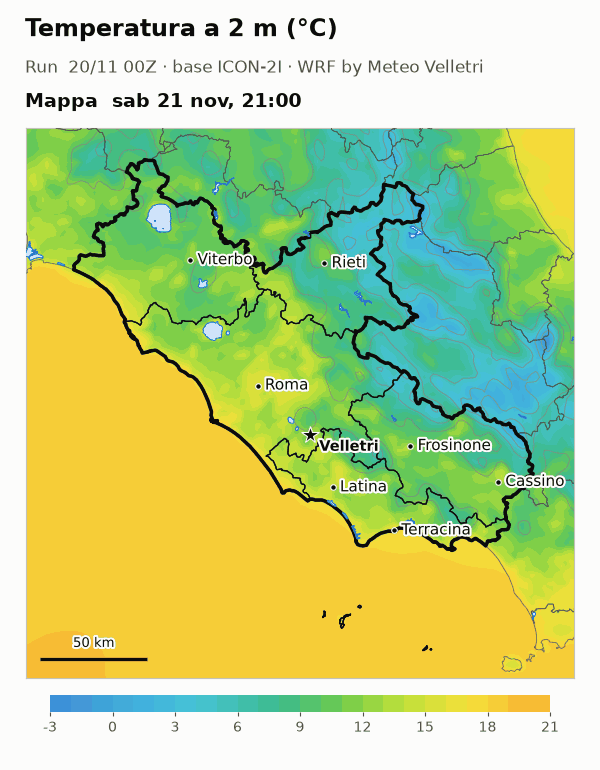 Temperatura a 2 m (°C)
Run  20/11 00Z · base ICON-2I · WRF by Meteo Velletri
Mappa  sab 21 nov, 21:00
Viterbo
Rieti
Roma
Velletri
Frosinone
Cassino
Latina
Terracina
50 km
-3 0 3 6 9 12 15 18 21